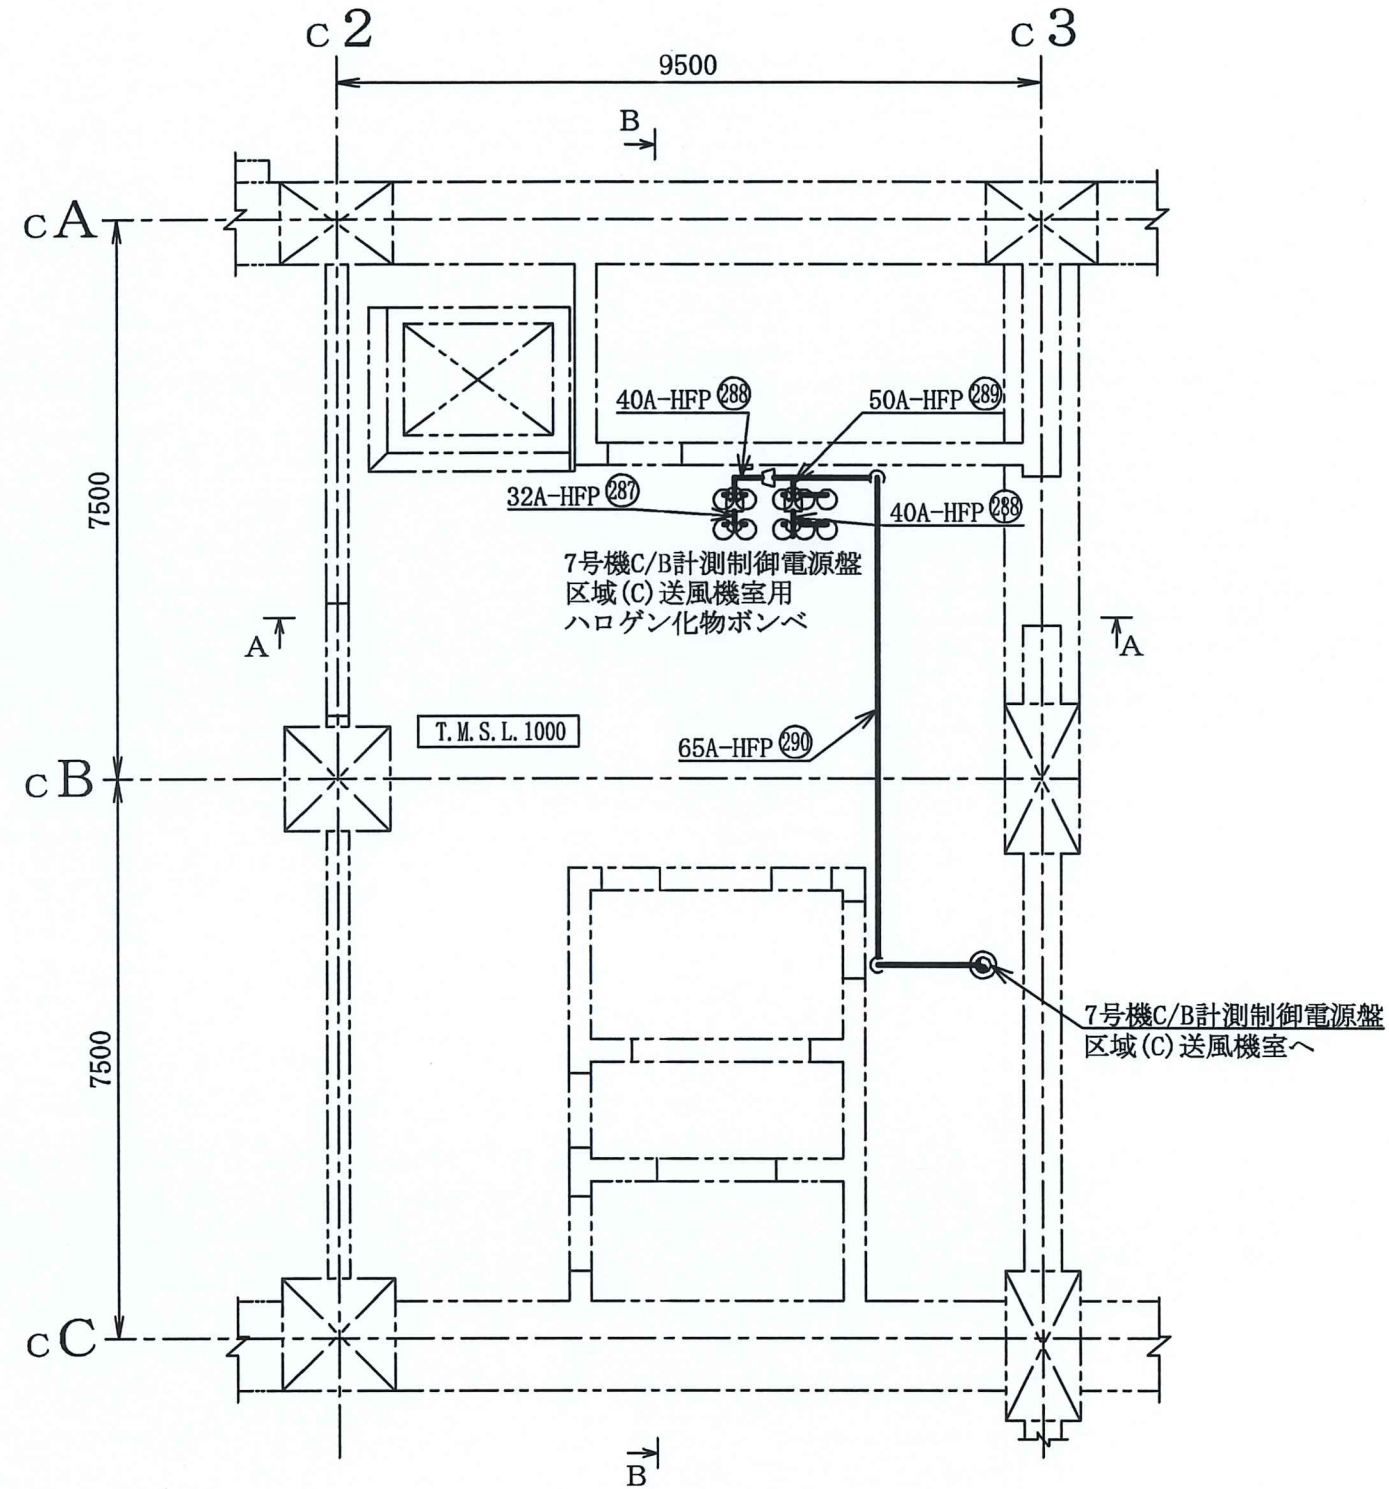 c2
c3
9500
B
cA
40A-HFP 288
50A-HFP 289
32A-HFP 287
40A-HFP 288
7500
7号機C/B計測制御電源盤
区域(C)送風機室用
ハロゲン化物ボンベ
A
A
T.M.S.L.1000
65A-HFP 290
cB
7500
7号機C/B計測制御電源盤
区域(C)送風機室へ
cC
B